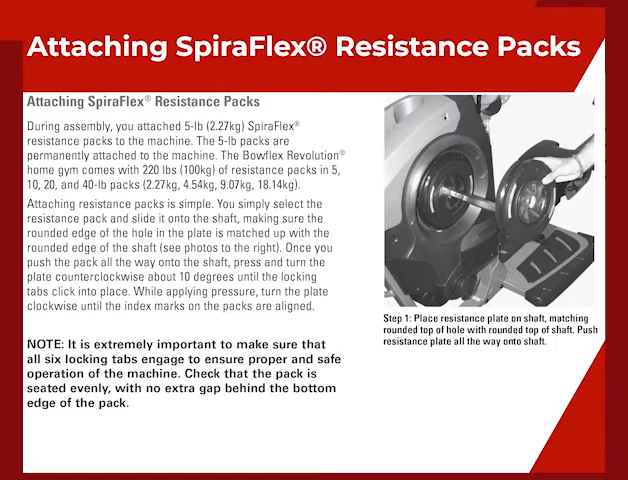 Attaching SpiraFlex® Resistance Packs
Attaching SpiraFlex® Resistance Packs
During assembly, you attached 5-lb (2.27kg) SpiraFlex®
resistance packs to the machine. The 5-lb packs are
permanently attached to the machine. The Bowflex Revolution®
home gym comes with 220 lbs (100kg) of resistance packs in 5,
10, 20, and 40-lb packs (2.27kg, 4.54kg, 9.07kg, 18.14kg).
Attaching resistance packs is simple. You simply select the
resistance pack and slide it onto the shaft, making sure the
rounded edge of the hole in the plate is matched up with the
rounded edge of the shaft (see photos to the right). Once you
push the pack all the way onto the shaft, press and turn the
plate counterclockwise about 10 degrees until the locking
tabs click into place. While applying pressure, turn the plate
clockwise until the index marks on the packs are aligned.
NOTE: It is extremely important to make sure that
all six locking tabs engage to ensure proper and safe
operation of the machine. Check that the pack is
seated evenly, with no extra gap behind the bottom
edge of the pack.
Step 1: Place resistance plate on shaft, matching
rounded top of hole with rounded top of shaft. Push
resistance plate all the way onto shaft.